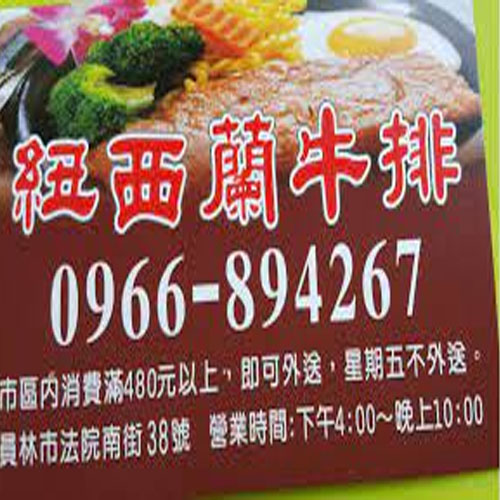 紐西蘭牛排
0966-894267
市區內消費滿480元以上，即可外送，星期五不外送。
員林市法院南街38號 營業時間:下午4:00～晚上10:00